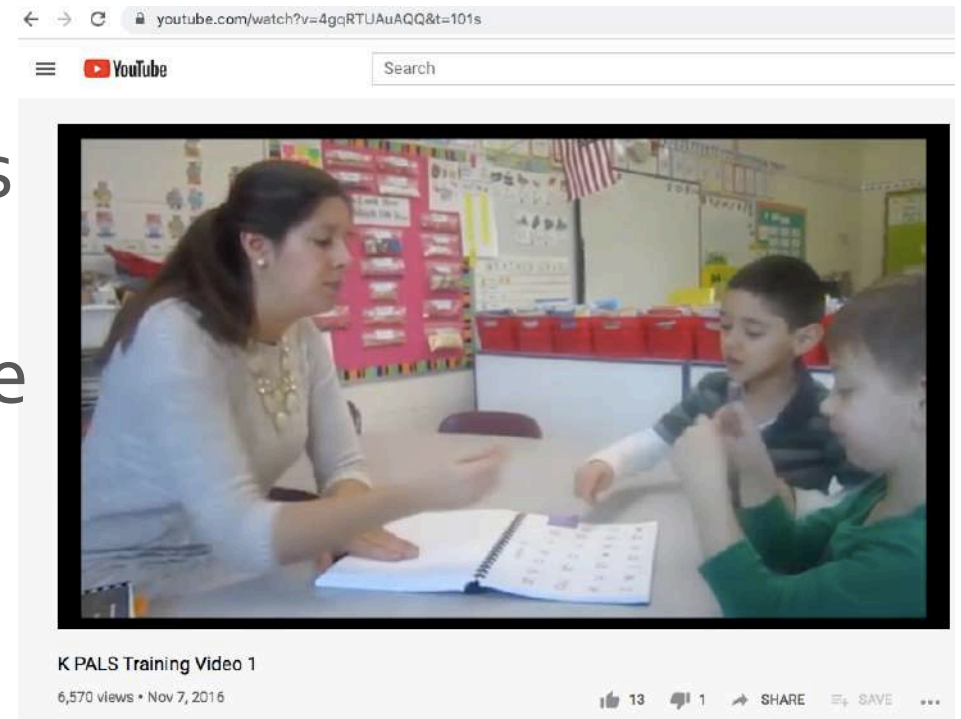 youtube.com/watch?v=4gqRTUAuAQQ&t=101s
YouTube
Search
s
e
K PALS Training Video 1
6,570 views • Nov 7, 2016
13
1
SHARE
SAVE